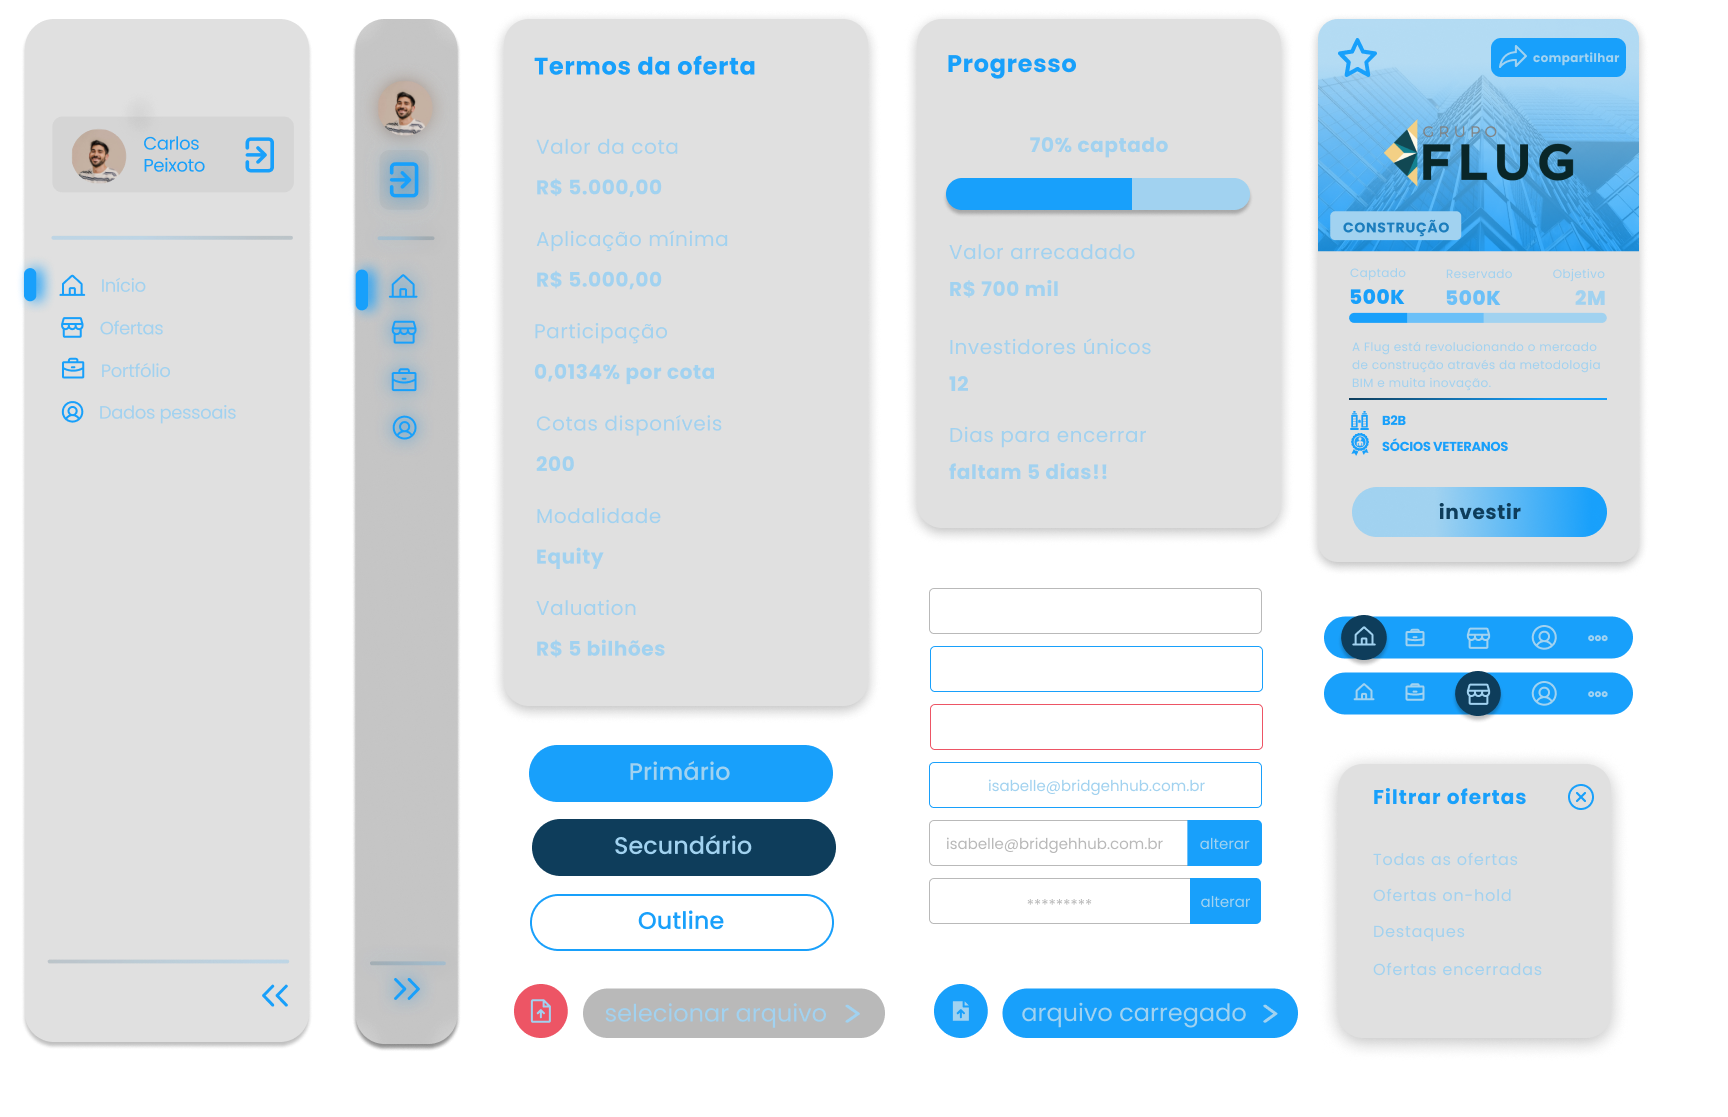 Carlos
Peixoto
Início
Ofertas
Portfólio
Dados pessoais
Termos da oferta
Valor da cota
R$ 5.000,00
Aplicação mínima
R$ 5.000,00
Participação
0,0134% por cota
Cotas disponíveis
200
Modalidade
Equity
Valuation
R$ 5 bilhões
Primário
Secundário
Outline
selecionar arquivo
Progresso
70% captado
Valor arrecadado
R$ 700 mil
Investidores únicos
12
Dias para encerrar
faltam 5 dias!!
isabelle@bridgehhub.com.br
isabelle@bridgehhub.com.br alterar
********* alterar
arquivo carregado
compartilhar
GRUPO
FLUG
CONSTRUÇÃO
Captado Reservado Objetivo
500K 500K 2M
A Flug está revolucionando o mercado
de construção através da metodologia
BIM e muita inovação.
B2B
SÓCIOS VETERANOS
investir
Filtrar ofertas
Todas as ofertas
Ofertas on-hold
Destaques
Ofertas encerradas